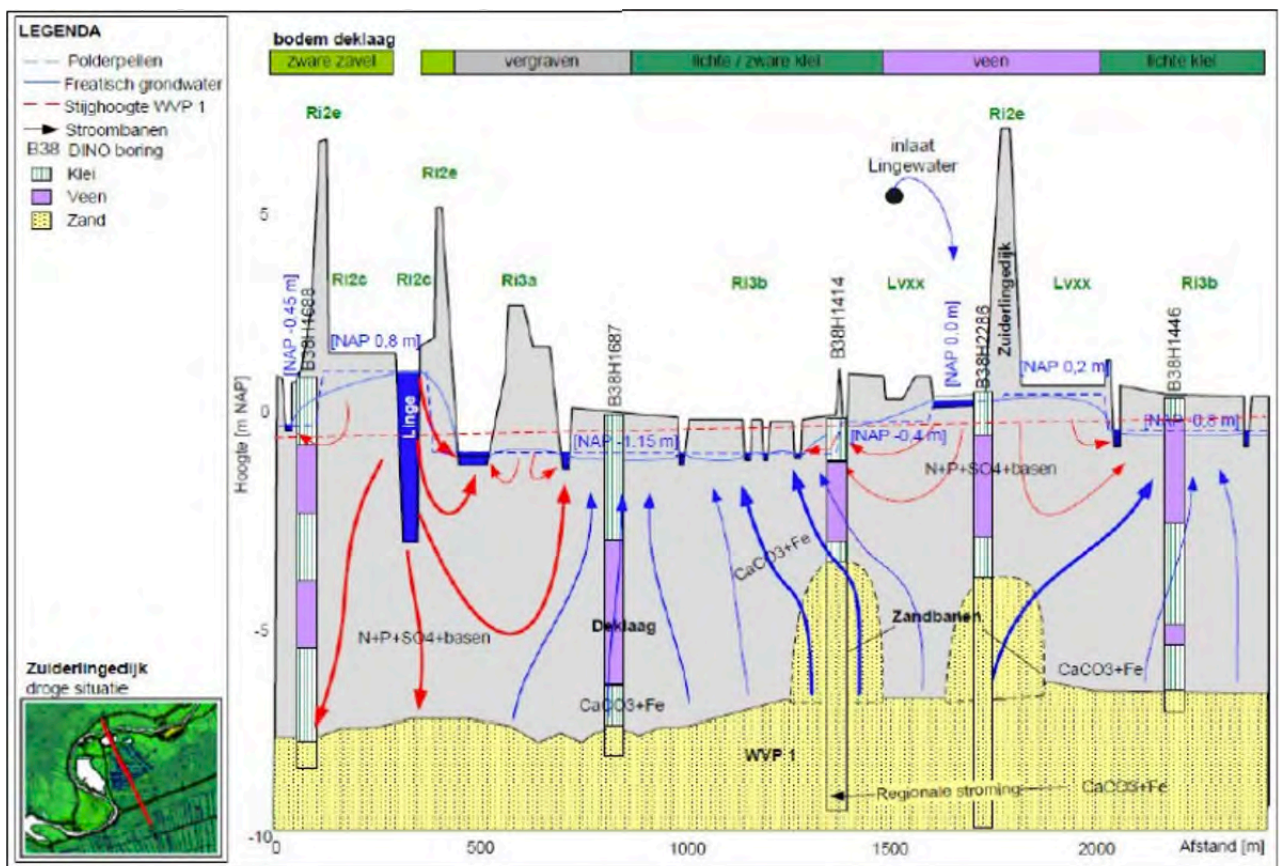 LEGENDA
Polderpeilen
Freatisch grondwater
Stijghoogte WVP 1
Stroombanen
B38 DINO boring
Klei
Veen
Zand
Zuiderlingedijk
droge situatie
bodem deklaag
zware zavel
vergraven
lichte / zware klei
veen
lichte klei
Ri2e
Ri2e
Ri2e
inlaat
Lingewater
Ri2c
Ri2c
Ri3a
Ri3b
Lvxx
Lvxx
Ri3b
[NAP -0.45 m]
B38H1688
[NAP 0,8 m]
Linge
B38H1687
[NAP -1.15 m]
B38H1414
[NAP -0,4 m]
[NAP 0.0 m]
B38H2286
Zuiderlingedijk
[NAP 0,2 m]
B38H1446
[NAP -0,8 m]
N+P+SO4+basen
CaCO3+Fe
N+P+SO4+basen
Deklaag
Zandbanen
CaCO3+Fe
CaCO3+Fe
WVP 1
Regionale stroming
CaCO3+Fe
Hoogte [m NAP]
5
0
-5
-10
0
500
1000
1500
2000
Afstand [m]